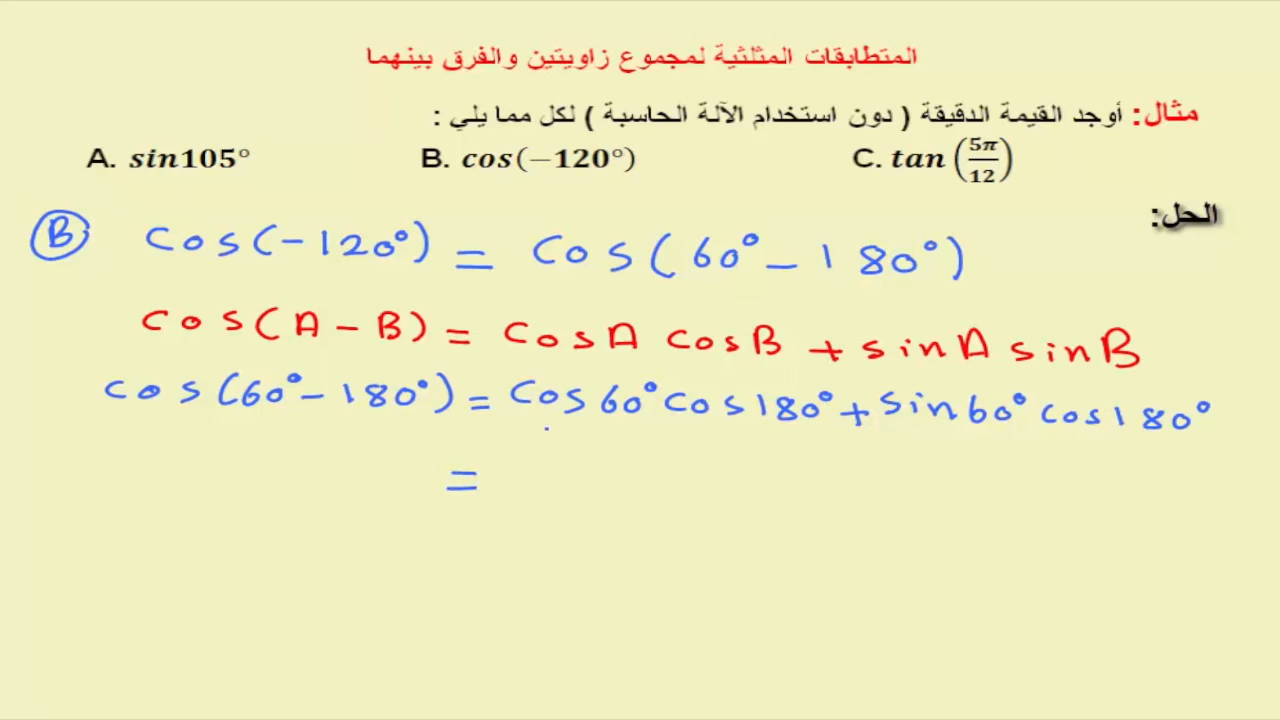 المتطابقات المثلثية لمجموع زاويتين والفرق بينهما
مثال: أوجد القيمة الدقيقة ( دون استخدام الآلة الحاسبة ) لكل مما يلي :
A. sin105° B. cos(−120°) C. tan (5π/12)
الحل:
B cos(−120°) = cos(60° − 180°)
cos(A − B) = cosA cosB + sinA sinB
cos(60° − 180°) = cos60° cos180° + sin60° cos180°
=